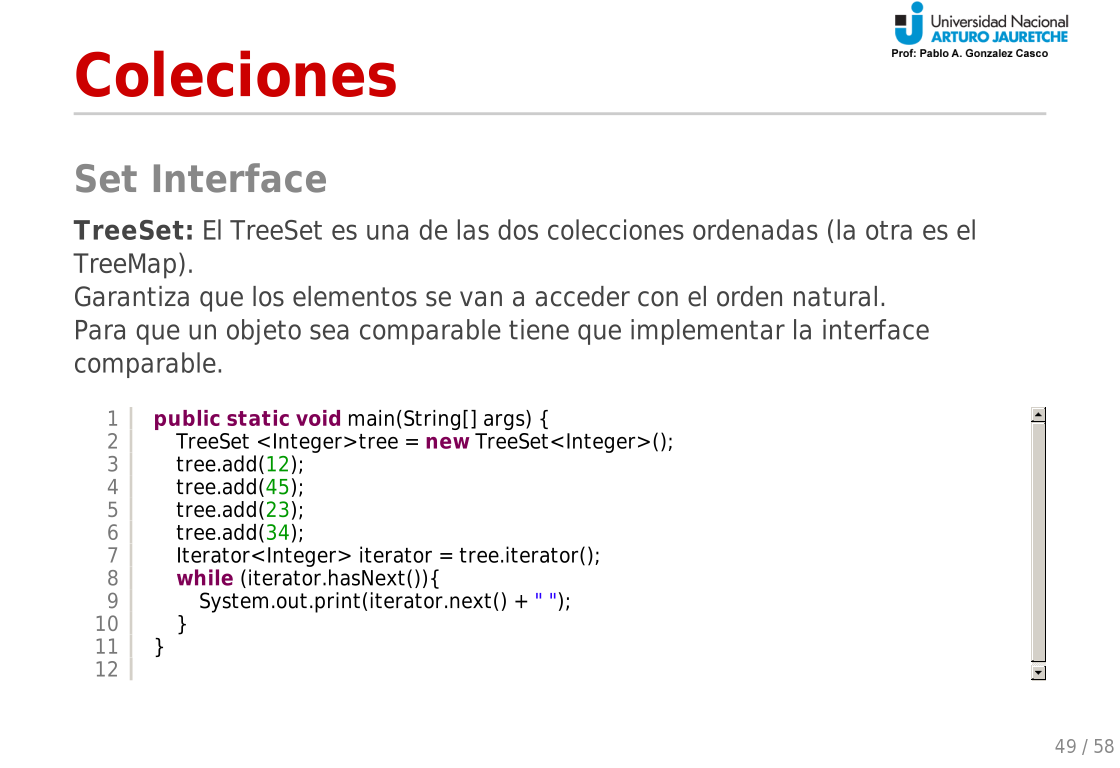 Universidad Nacional
ARTURO JAURETCHE
Prof: Pablo A. Gonzalez Casco
Coleciones
Set Interface
TreeSet: El TreeSet es una de las dos colecciones ordenadas (la otra es el
TreeMap).
Garantiza que los elementos se van a acceder con el orden natural.
Para que un objeto sea comparable tiene que implementar la interface
comparable.
1 public static void main(String[] args) {
2 TreeSet <Integer>tree = new TreeSet<Integer>();
3 tree.add(12);
4 tree.add(45);
5 tree.add(23);
6 tree.add(34);
7 Iterator<Integer> iterator = tree.iterator();
8 while (iterator.hasNext()){
9 System.out.print(iterator.next() + " ");
10 }
11 }
12
49 / 58